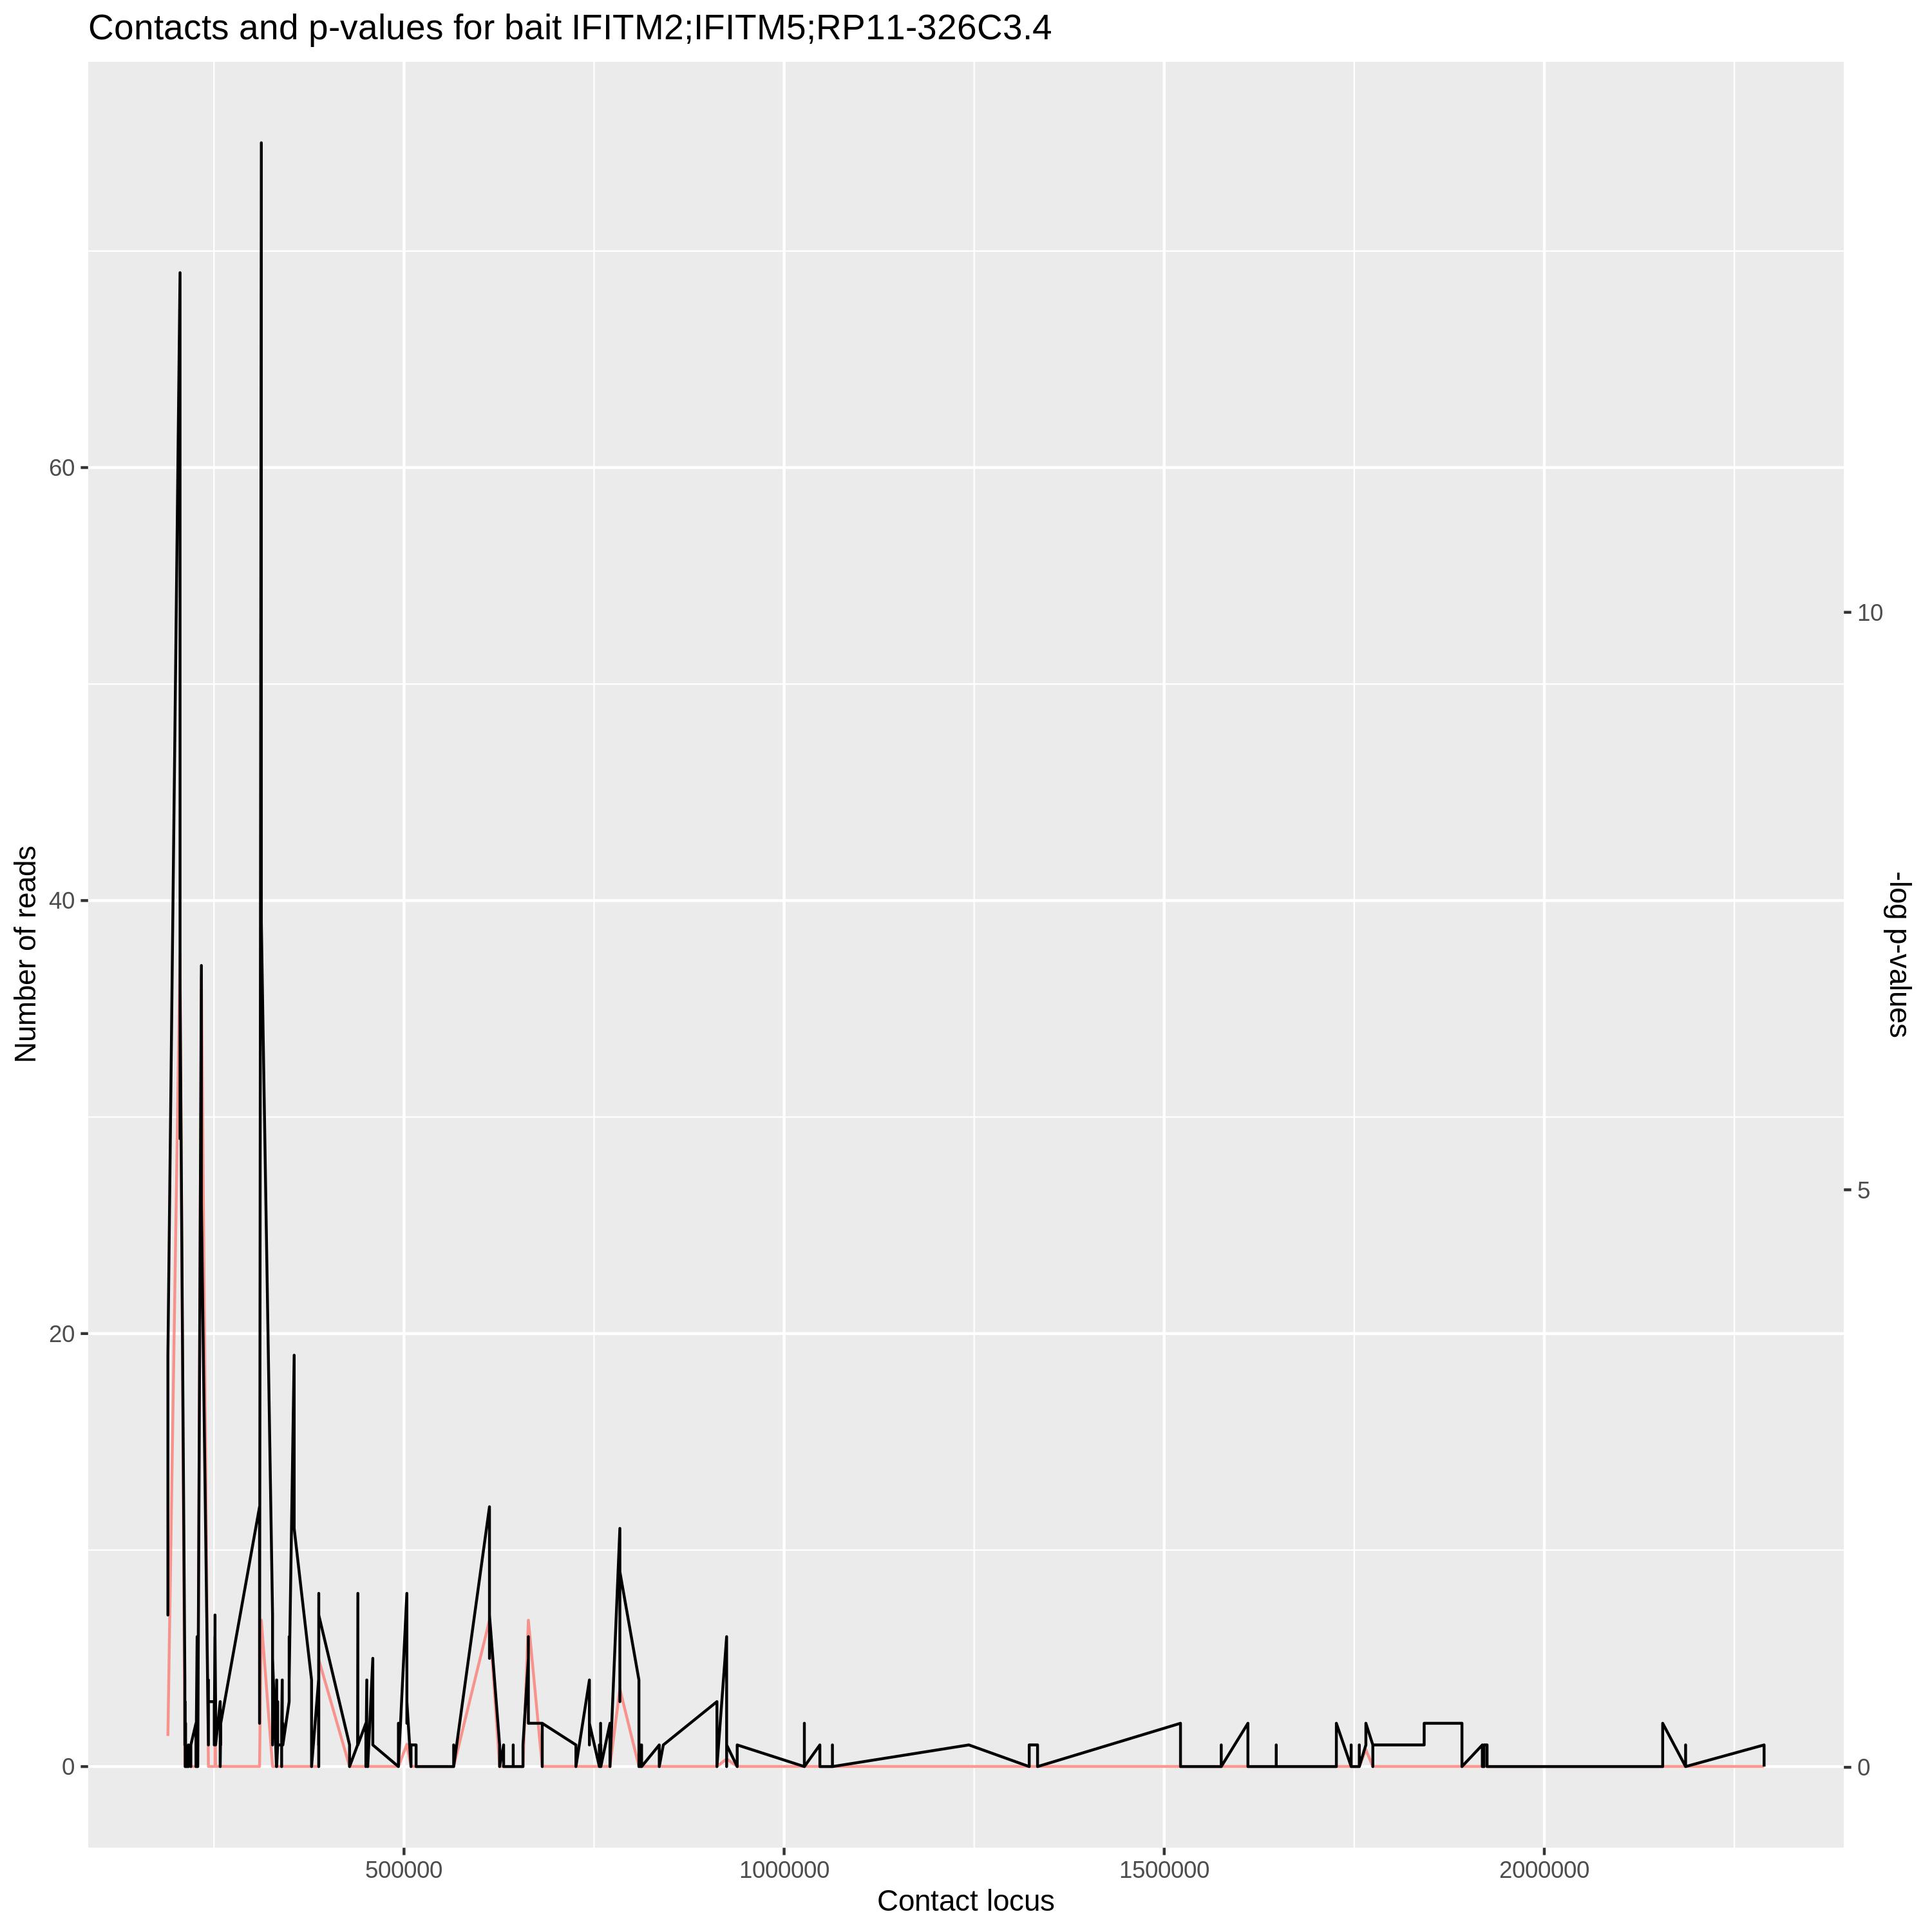 Contacts and p-values for bait IFITM2;IFITM5;RP11-326C3.4
Number of reads
60
40
20
0
10
5
0
-log p-values
500000
1000000
1500000
2000000
Contact locus